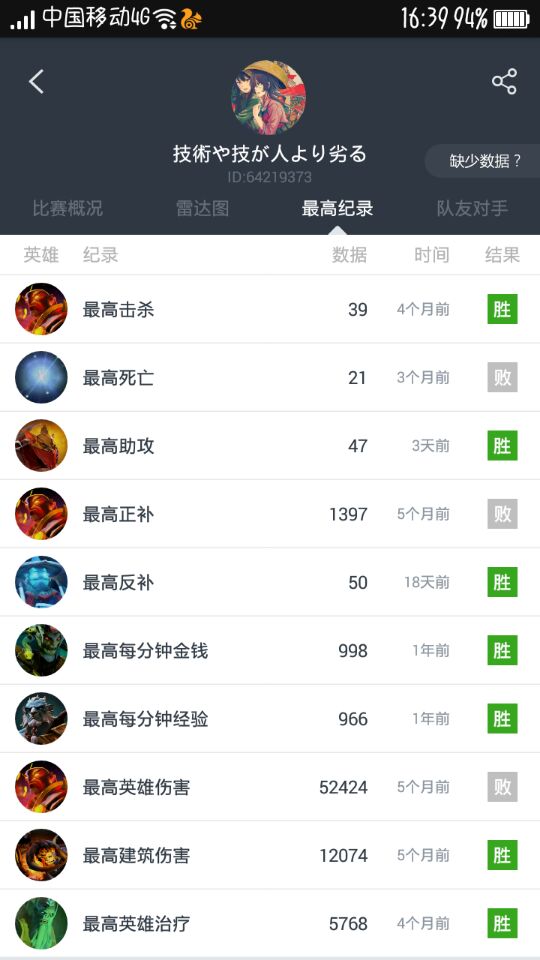 中国移动4G 16:39 94%
技術や技が人より劣る
ID:64219373
缺少数据？
比赛概况 雷达图 最高纪录 队友对手
英雄 纪录 数据 时间 结果
最高击杀 39 4个月前 胜
最高死亡 21 3个月前 败
最高助攻 47 3天前 胜
最高正补 1397 5个月前 败
最高反补 50 18天前 胜
最高每分钟金钱 998 1年前 胜
最高每分钟经验 966 1年前 胜
最高英雄伤害 52424 5个月前 败
最高建筑伤害 12074 5个月前 胜
最高英雄治疗 5768 4个月前 胜